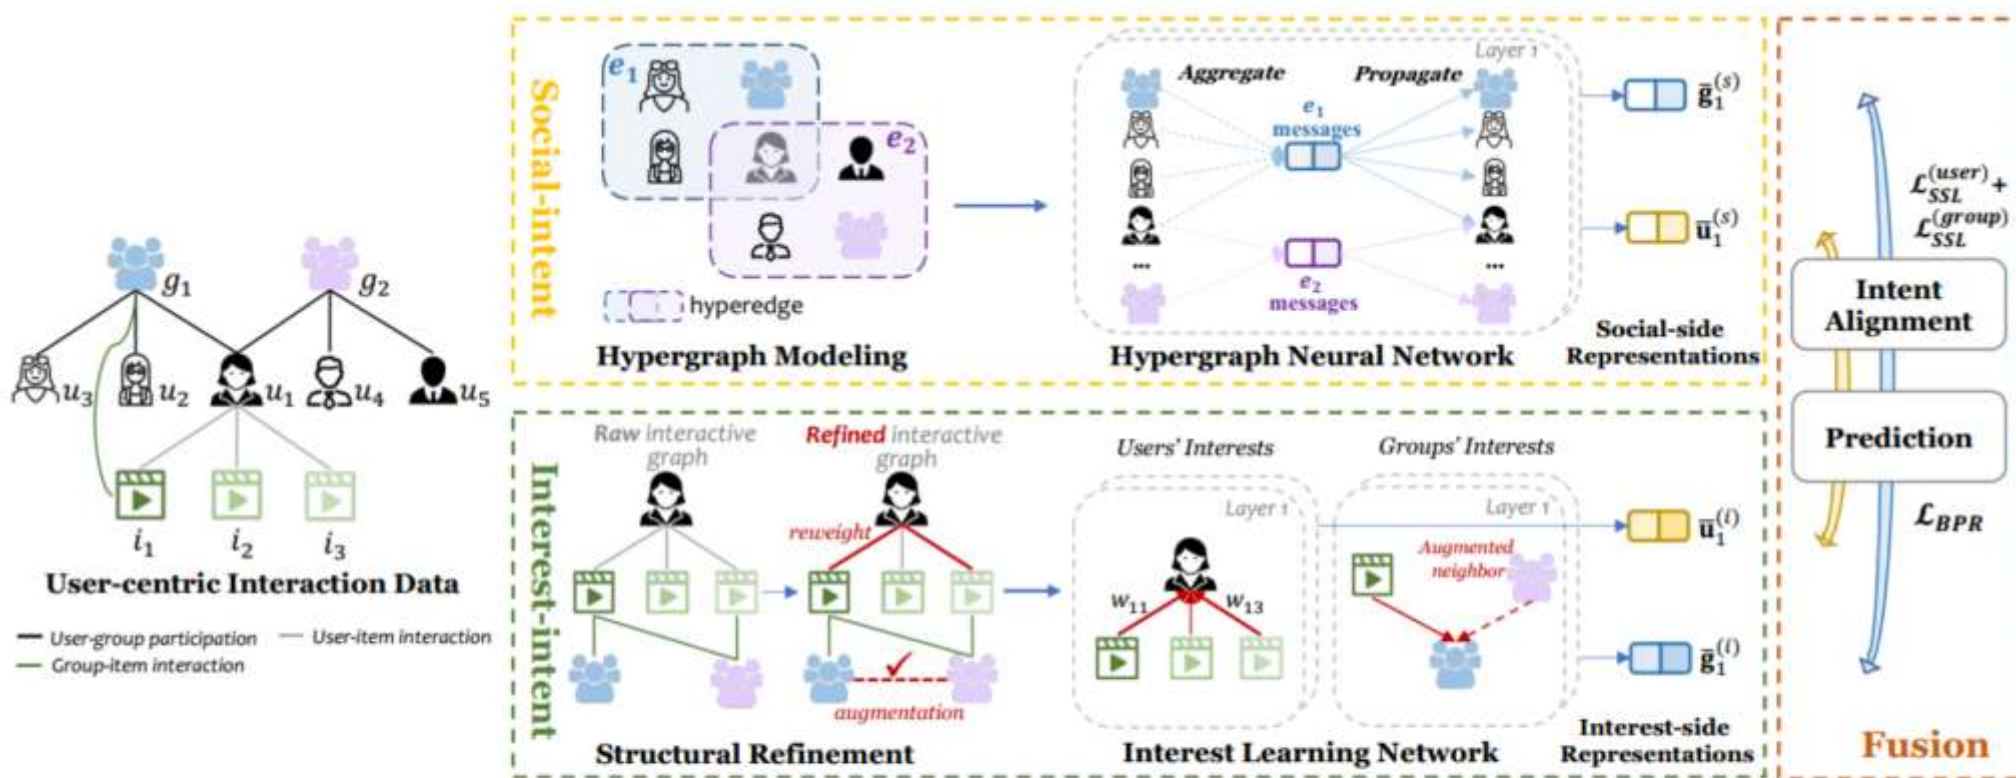 g₁
g₂
u₃
u₂
u₁
u₄
u₅
i₁
i₂
i₃
User-centric Interaction Data
User-group participation
User-item interaction
Group-item interaction
Social-intent
e₁
e₂
hyperedge
Hypergraph Modeling
Layer 1
Aggregate
Propagate
e₁
messages
...
...
e₂
messages
Hypergraph Neural Network
ḡ₁⁽ˢ⁾
ū₁⁽ˢ⁾
Social-side
Representations
Interest-intent
Raw interactive
graph
Refined interactive
graph
reweight
augmentation
Structural Refinement
Users' Interests
Groups' Interests
Layer 1
Layer 1
w₁₁
w₁₃
Augmented
neighbor
Interest Learning Network
ū₁⁽ⁱ⁾
ḡ₁⁽ⁱ⁾
Interest-side
Representations
ℒ_SSL^(user) +
ℒ_SSL^(group)
Intent
Alignment
Prediction
ℒ_BPR
Fusion